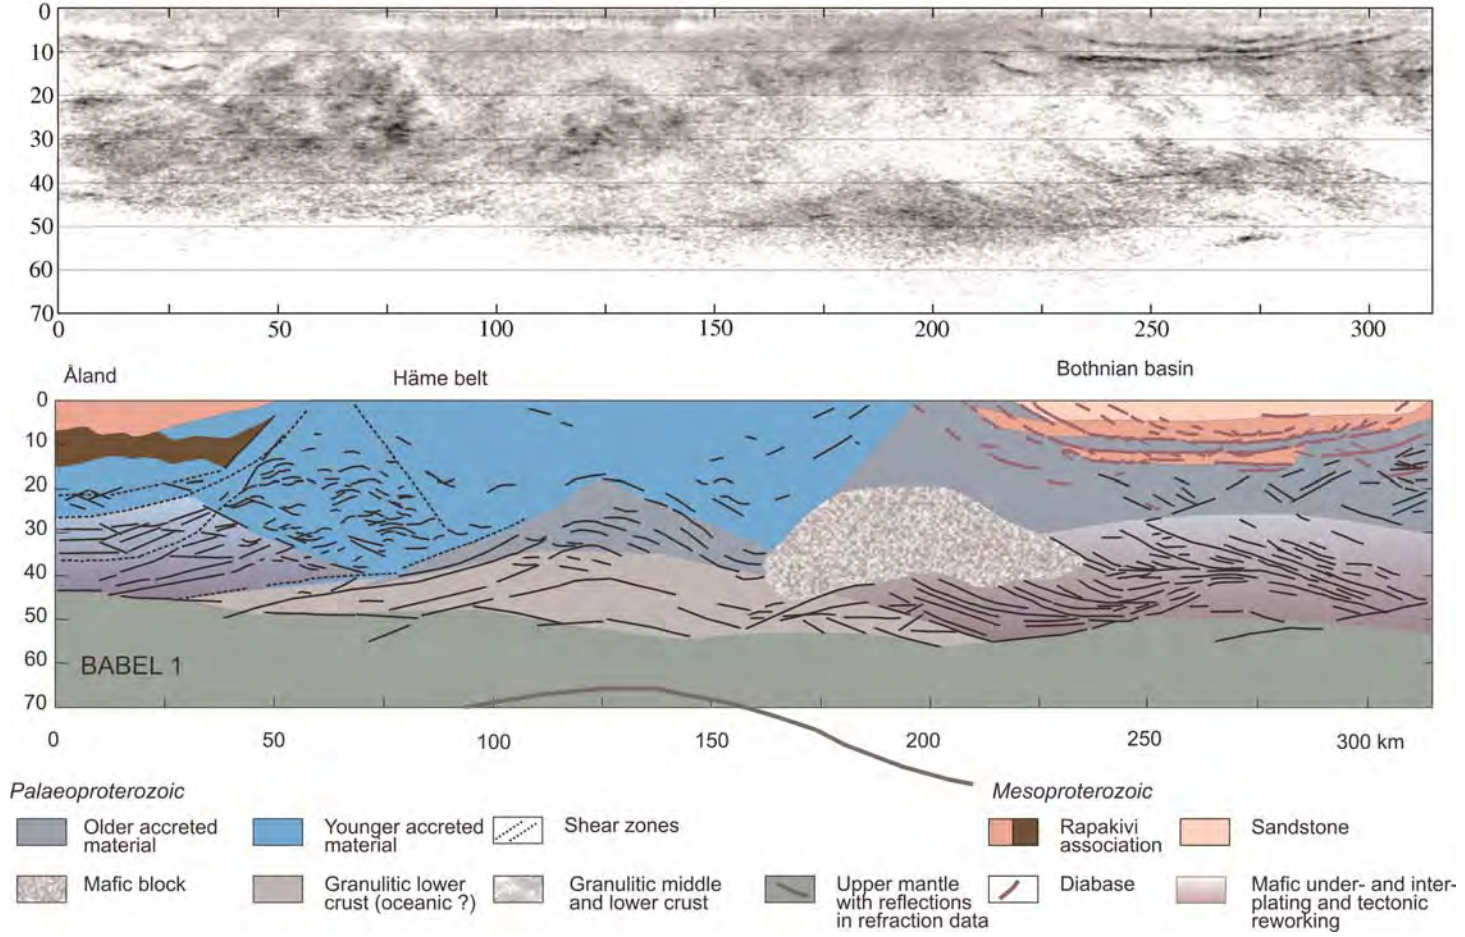 0
10
20
30
40
50
60
70
0 50 100 150 200 250 300
Åland Häme belt Bothnian basin
0
10
20
30
40
50
60
70
BABEL 1
0 50 100 150 200 250 300 km
Palaeoproterozoic
Older accreted
material
Younger accreted
material
Shear zones
Mafic block
Granulitic lower
crust (oceanic ?)
Granulitic middle
and lower crust
Upper mantle
with reflections
in refraction data
Mesoproterozoic
Rapakivi
association
Sandstone
Diabase
Mafic under- and inter-
plating and tectonic
reworking